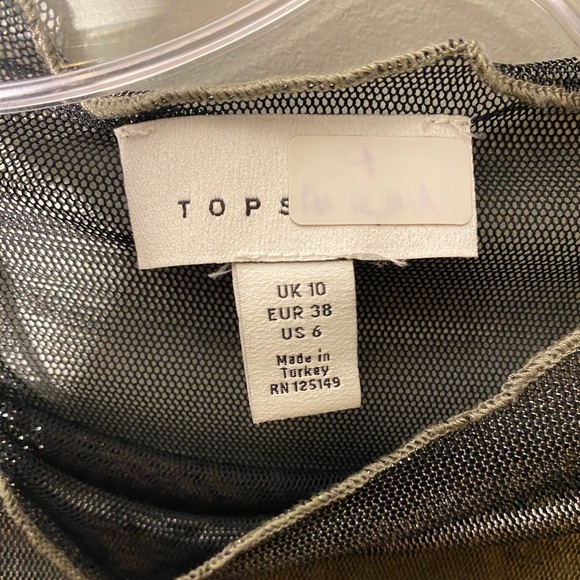 TOPS
UK 10
EUR 38
US 6
Made in
Turkey
RN 125149